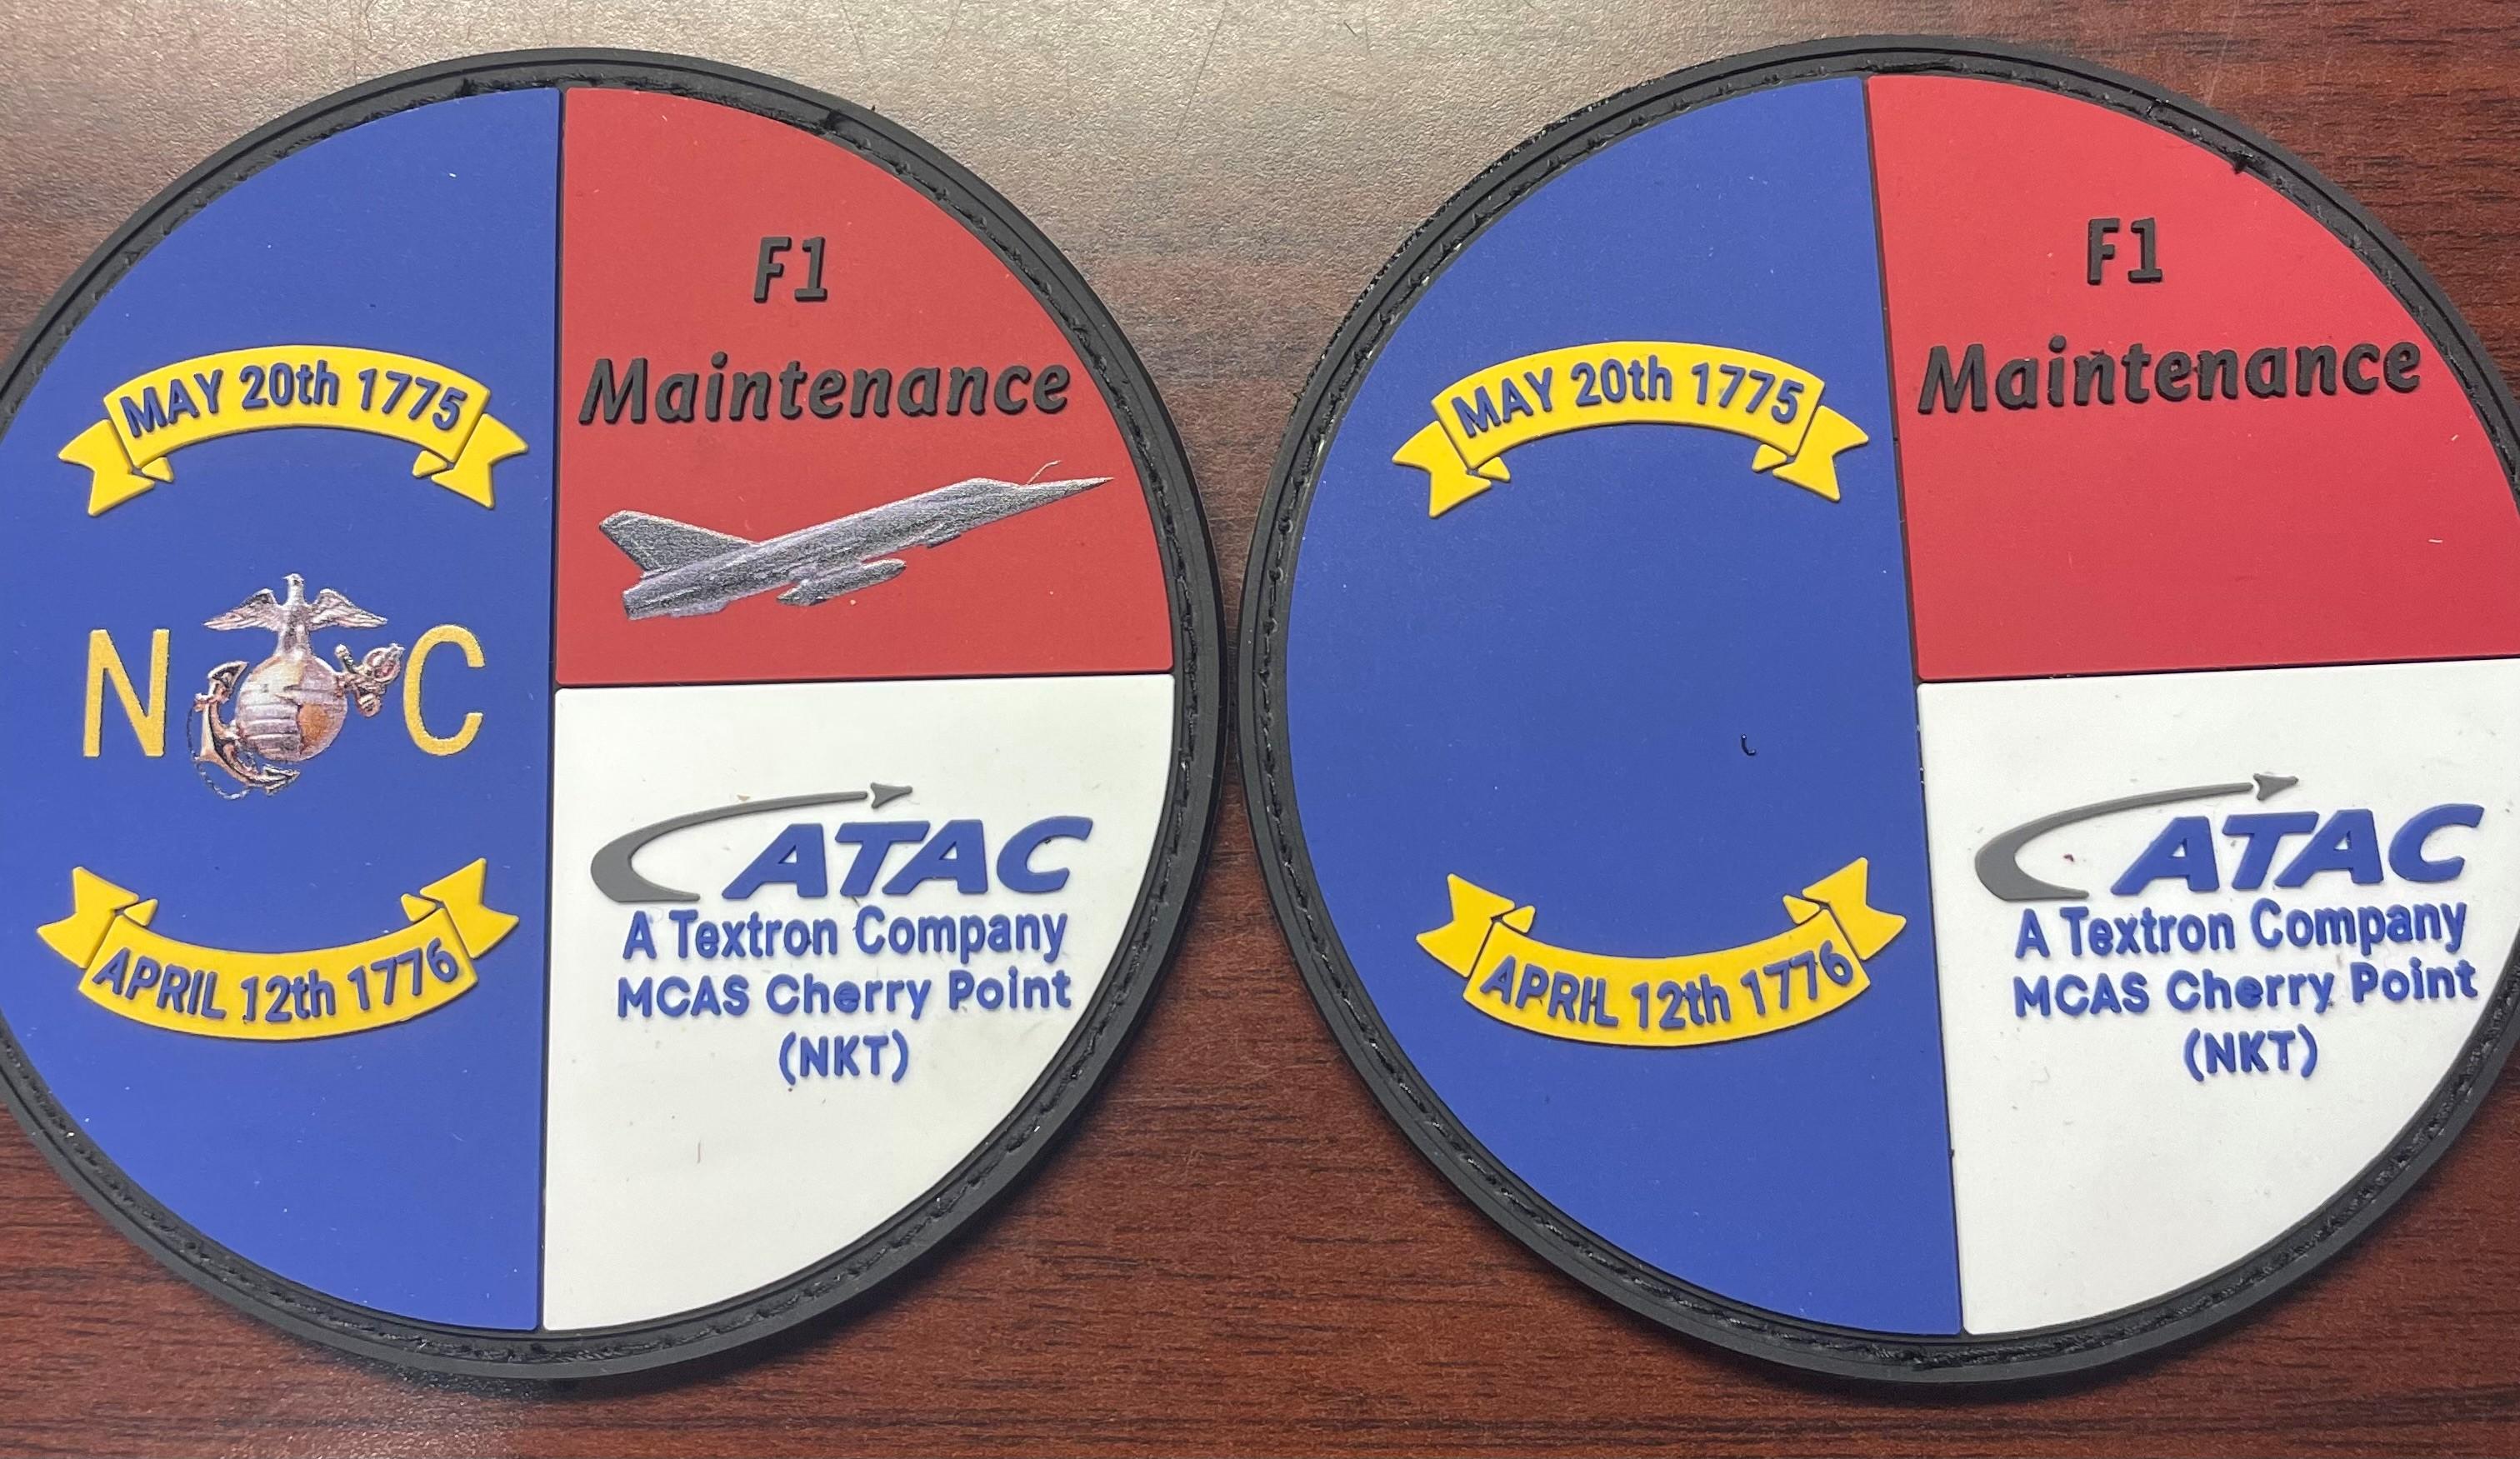 MAY 20th 1775
N C
APRIL 12th 1776
F1
Maintenance
ATAC
A Textron Company
MCAS Cherry Point
(NKT)
MAY 20th 1775
APRIL 12th 1776
F1
Maintenance
ATAC
A Textron Company
MCAS Cherry Point
(NKT)